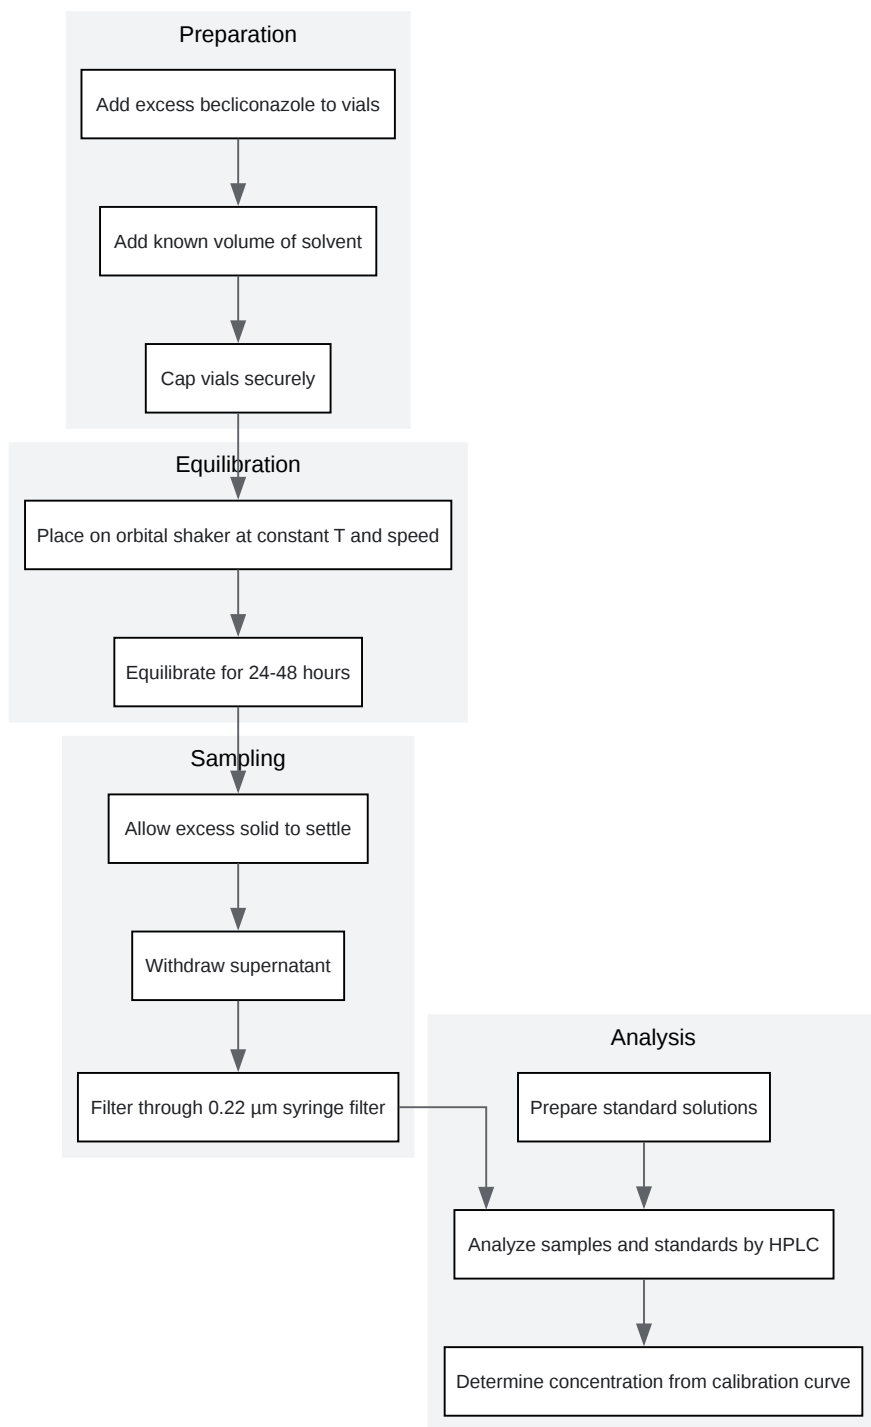 Preparation
Add excess becliconazole to vials
Add known volume of solvent
Cap vials securely
Equilibration
Place on orbital shaker at constant T and speed
Equilibrate for 24-48 hours
Sampling
Allow excess solid to settle
Withdraw supernatant
Filter through 0.22 µm syringe filter
Analysis
Prepare standard solutions
Analyze samples and standards by HPLC
Determine concentration from calibration curve